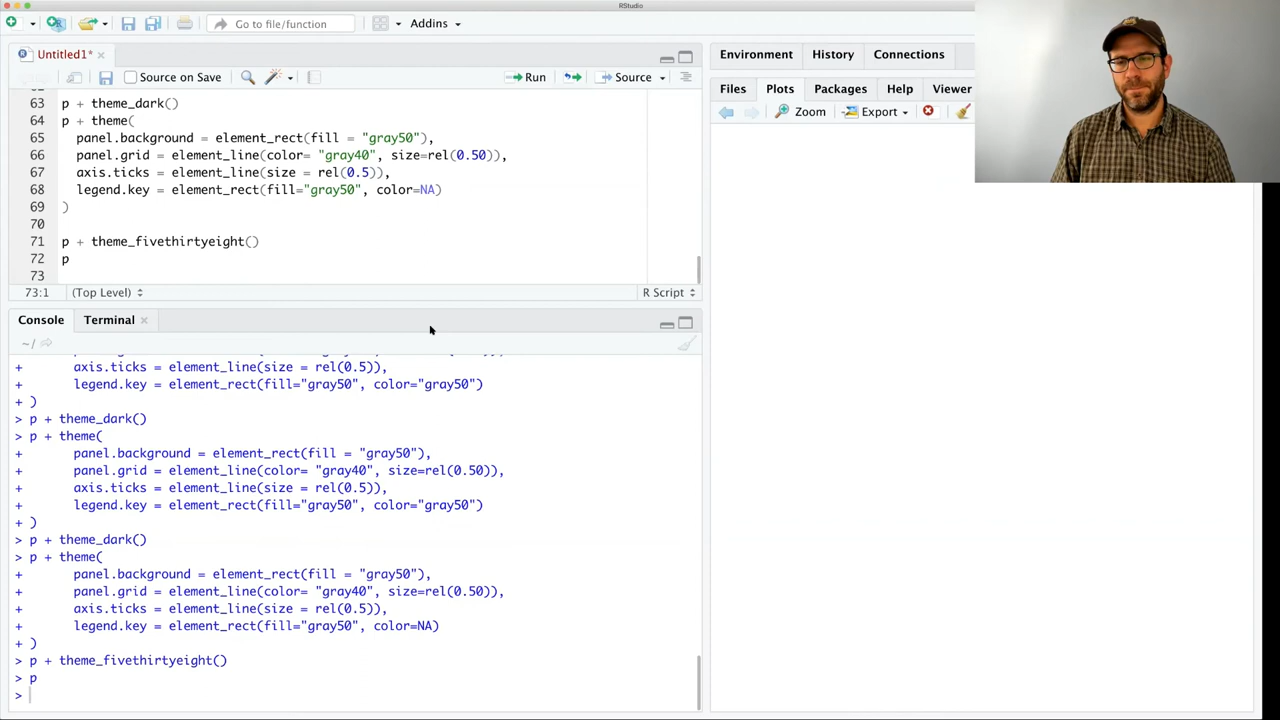 RStudio
Go to file/function
Addins
Untitled1*
Source on Save
Run
Source
63 p + theme_dark()
64 p + theme(
65 panel.background = element_rect(fill = "gray50"),
66 panel.grid = element_line(color= "gray40", size=rel(0.50)),
67 axis.ticks = element_line(size = rel(0.5)),
68 legend.key = element_rect(fill="gray50", color=NA)
69 )
70
71 p + theme_fivethirtyeight()
72 p
73
73:1 (Top Level) R Script
Console Terminal
~/
+ axis.ticks = element_line(size = rel(0.5)),
+ legend.key = element_rect(fill="gray50", color="gray50")
+ )
> p + theme_dark()
> p + theme(
+ panel.background = element_rect(fill = "gray50"),
+ panel.grid = element_line(color= "gray40", size=rel(0.50)),
+ axis.ticks = element_line(size = rel(0.5)),
+ legend.key = element_rect(fill="gray50", color="gray50")
+ )
> p + theme_dark()
> p + theme(
+ panel.background = element_rect(fill = "gray50"),
+ panel.grid = element_line(color= "gray40", size=rel(0.50)),
+ axis.ticks = element_line(size = rel(0.5)),
+ legend.key = element_rect(fill="gray50", color=NA)
+ )
> p + theme_fivethirtyeight()
> p
>
Environment History Connections
Files Plots Packages Help Viewer
Zoom Export